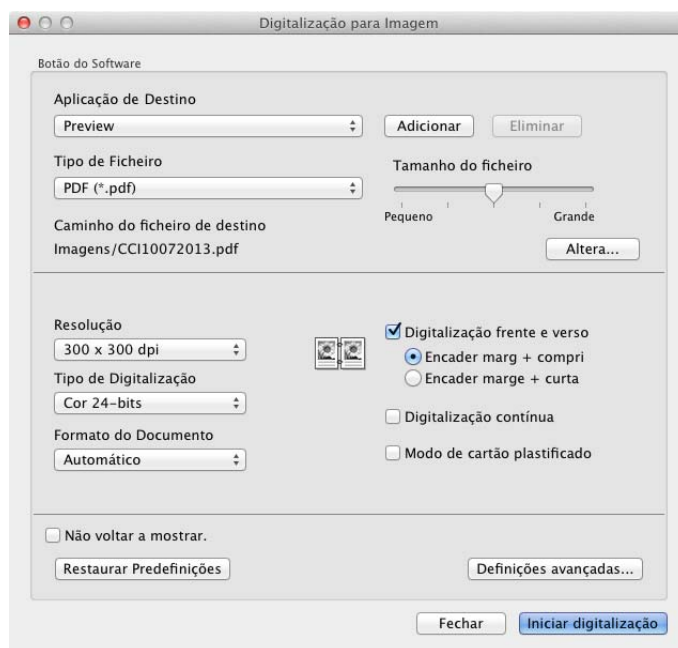 Digitalização para Imagem
Botão do Software
Aplicação de Destino
Preview
Adicionar
Eliminar
Tipo de Ficheiro
PDF (*.pdf)
Tamanho do ficheiro
Pequeno
Grande
Caminho do ficheiro de destino
Imagens/CCI10072013.pdf
Altera...
Resolução
300 x 300 dpi
Tipo de Digitalização
Cor 24-bits
Formato do Documento
Automático
Digitalização frente e verso
Encader marg + compri
Encader marge + curta
Digitalização contínua
Modo de cartão plastificado
Não voltar a mostrar.
Restaurar Predefinições
Definições avançadas...
Fechar
Iniciar digitalização